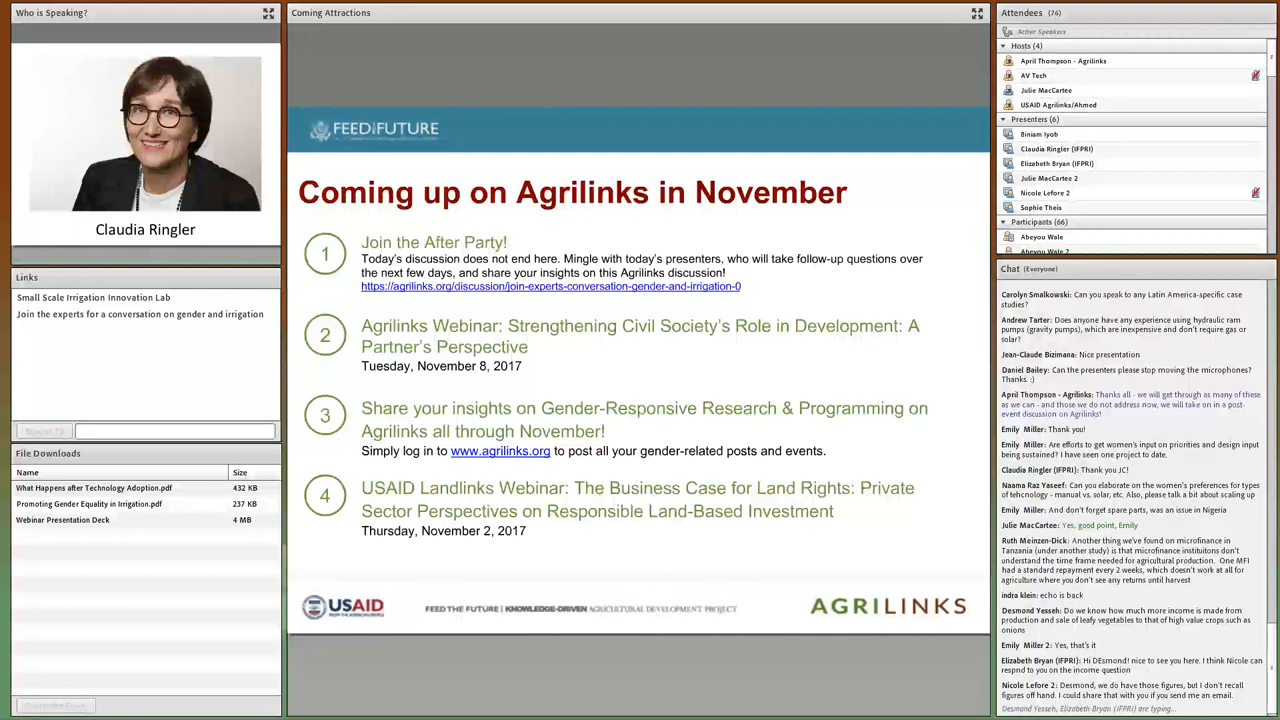 Who is Speaking?
Claudia Ringler
Links
Small Scale Irrigation Innovation Lab
Join the experts for a conversation on gender and irrigation
Browse To
File Downloads
Name Size
What Happens after Technology Adoption.pdf 432 KB
Promoting Gender Equality in Irrigation.pdf 237 KB
Webinar Presentation Deck 4 MB
Coming Attractions
FEED THE FUTURE
Coming up on Agrilinks in November
1 Join the After Party!
Today's discussion does not end here. Mingle with today's presenters, who will take follow-up questions over
the next few days, and share your insights on this Agrilinks discussion!
https://agrilinks.org/discussion/join-experts-conversation-gender-and-irrigation-0
2 Agrilinks Webinar: Strengthening Civil Society's Role in Development: A
Partner's Perspective
Tuesday, November 8, 2017
3 Share your insights on Gender-Responsive Research & Programming on
Agrilinks all through November!
Simply log in to www.agrilinks.org to post all your gender-related posts and events.
4 USAID Landlinks Webinar: The Business Case for Land Rights: Private
Sector Perspectives on Responsible Land-Based Investment
Thursday, November 2, 2017
USAID
FROM THE AMERICAN PEOPLE
FEED THE FUTURE | KNOWLEDGE-DRIVEN AGRICULTURAL DEVELOPMENT PROJECT
AGRILINKS
Attendees (76)
Active Speakers
Hosts (4)
April Thompson - Agrilinks
AV Tech
Julie MacCartee
USAID Agrilinks/Ahmed
Presenters (6)
Biniam Iyob
Claudia Ringler (IFPRI)
Elizabeth Bryan (IFPRI)
Julie MacCartee 2
Nicole Lefore 2
Sophie Theis
Participants (66)
Abeyou Wale
Abeyou Wale 2
Chat (Everyone)
Carolyn Smalkowski: Can you speak to any Latin America-specific case
studies?
Andrew Tarter: Does anyone have any experience using hydraulic ram
pumps (gravity pumps), which are inexpensive and don't require gas or
solar?
Jean-Claude Bizimana: Nice presentation
Daniel Bailey: Can the presenters please stop moving the microphones?
Thanks. :)
April Thompson - Agrilinks: Thanks all - we will get through as many of these
as we can - and those we do not address now, we will take on in a post-
event discussion on Agrilinks!
Emily Miller: Thank you!
Emily Miller: Are efforts to get women's input on priorities and design input
being sustained? I have seen one project to date.
Claudia Ringler (IFPRI): Thank you JC!
Naama Raz Yaseef: Can you elaborate on the women's preferences for types
of tehcnology - manual vs. solar, etc. Also, please talk a bit about scaling up
Emily Miller: And don't forget spare parts, was an issue in Nigeria
Julie MacCartee: Yes, good point, Emily
Ruth Meinzen-Dick: Another thing we've found on microfinance in
Tanzania (under another study) is that microfinance instituitons don't
understand the time frame needed for agricultural production. One MFI
had a standard repayment every 2 weeks, which doesn't work at all for
agriculture where you don't see any returns until harvest
indra klein: echo is back
Desmond Yesseh: Do we know how much more income is made from
production and sale of leafy vegetables to that of high value crops such as
onions
Emily Miller 2: Yes, that's it
Elizabeth Bryan (IFPRI): Hi DEsmond! nice to see you here. I think Nicole can
respnd to you on the income question
Nicole Lefore 2: Desmond, we do have those figures, but I don't recall
figures off hand. I could share that with you if you send me an email.
Desmond Yesseh, Elizabeth Bryan (IFPRI) are typing...